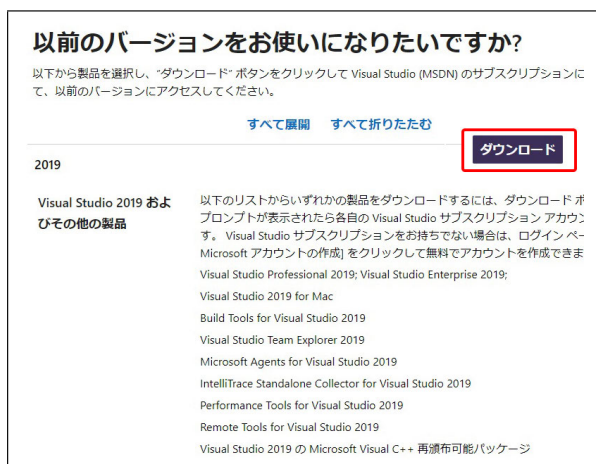 以前のバージョンをお使いになりたいですか?
以下から製品を選択し、"ダウンロード" ボタンをクリックして Visual Studio (MSDN) のサブスクリプションに
て、以前のバージョンにアクセスしてください。
すべて展開 すべて折りたたむ
ダウンロード
2019
Visual Studio 2019 およ
びその他の製品
以下のリストからいずれかの製品をダウンロードするには、ダウンロード ボ
プロンプトが表示されたら各自の Visual Studio サブスクリプション アカウン
す。 Visual Studio サブスクリプションをお持ちでない場合は、ログイン ペー
Microsoft アカウントの作成] をクリックして無料でアカウントを作成できま
Visual Studio Professional 2019; Visual Studio Enterprise 2019;
Visual Studio 2019 for Mac
Build Tools for Visual Studio 2019
Visual Studio Team Explorer 2019
Microsoft Agents for Visual Studio 2019
IntelliTrace Standalone Collector for Visual Studio 2019
Performance Tools for Visual Studio 2019
Remote Tools for Visual Studio 2019
Visual Studio 2019 の Microsoft Visual C++ 再頒布可能パッケージ